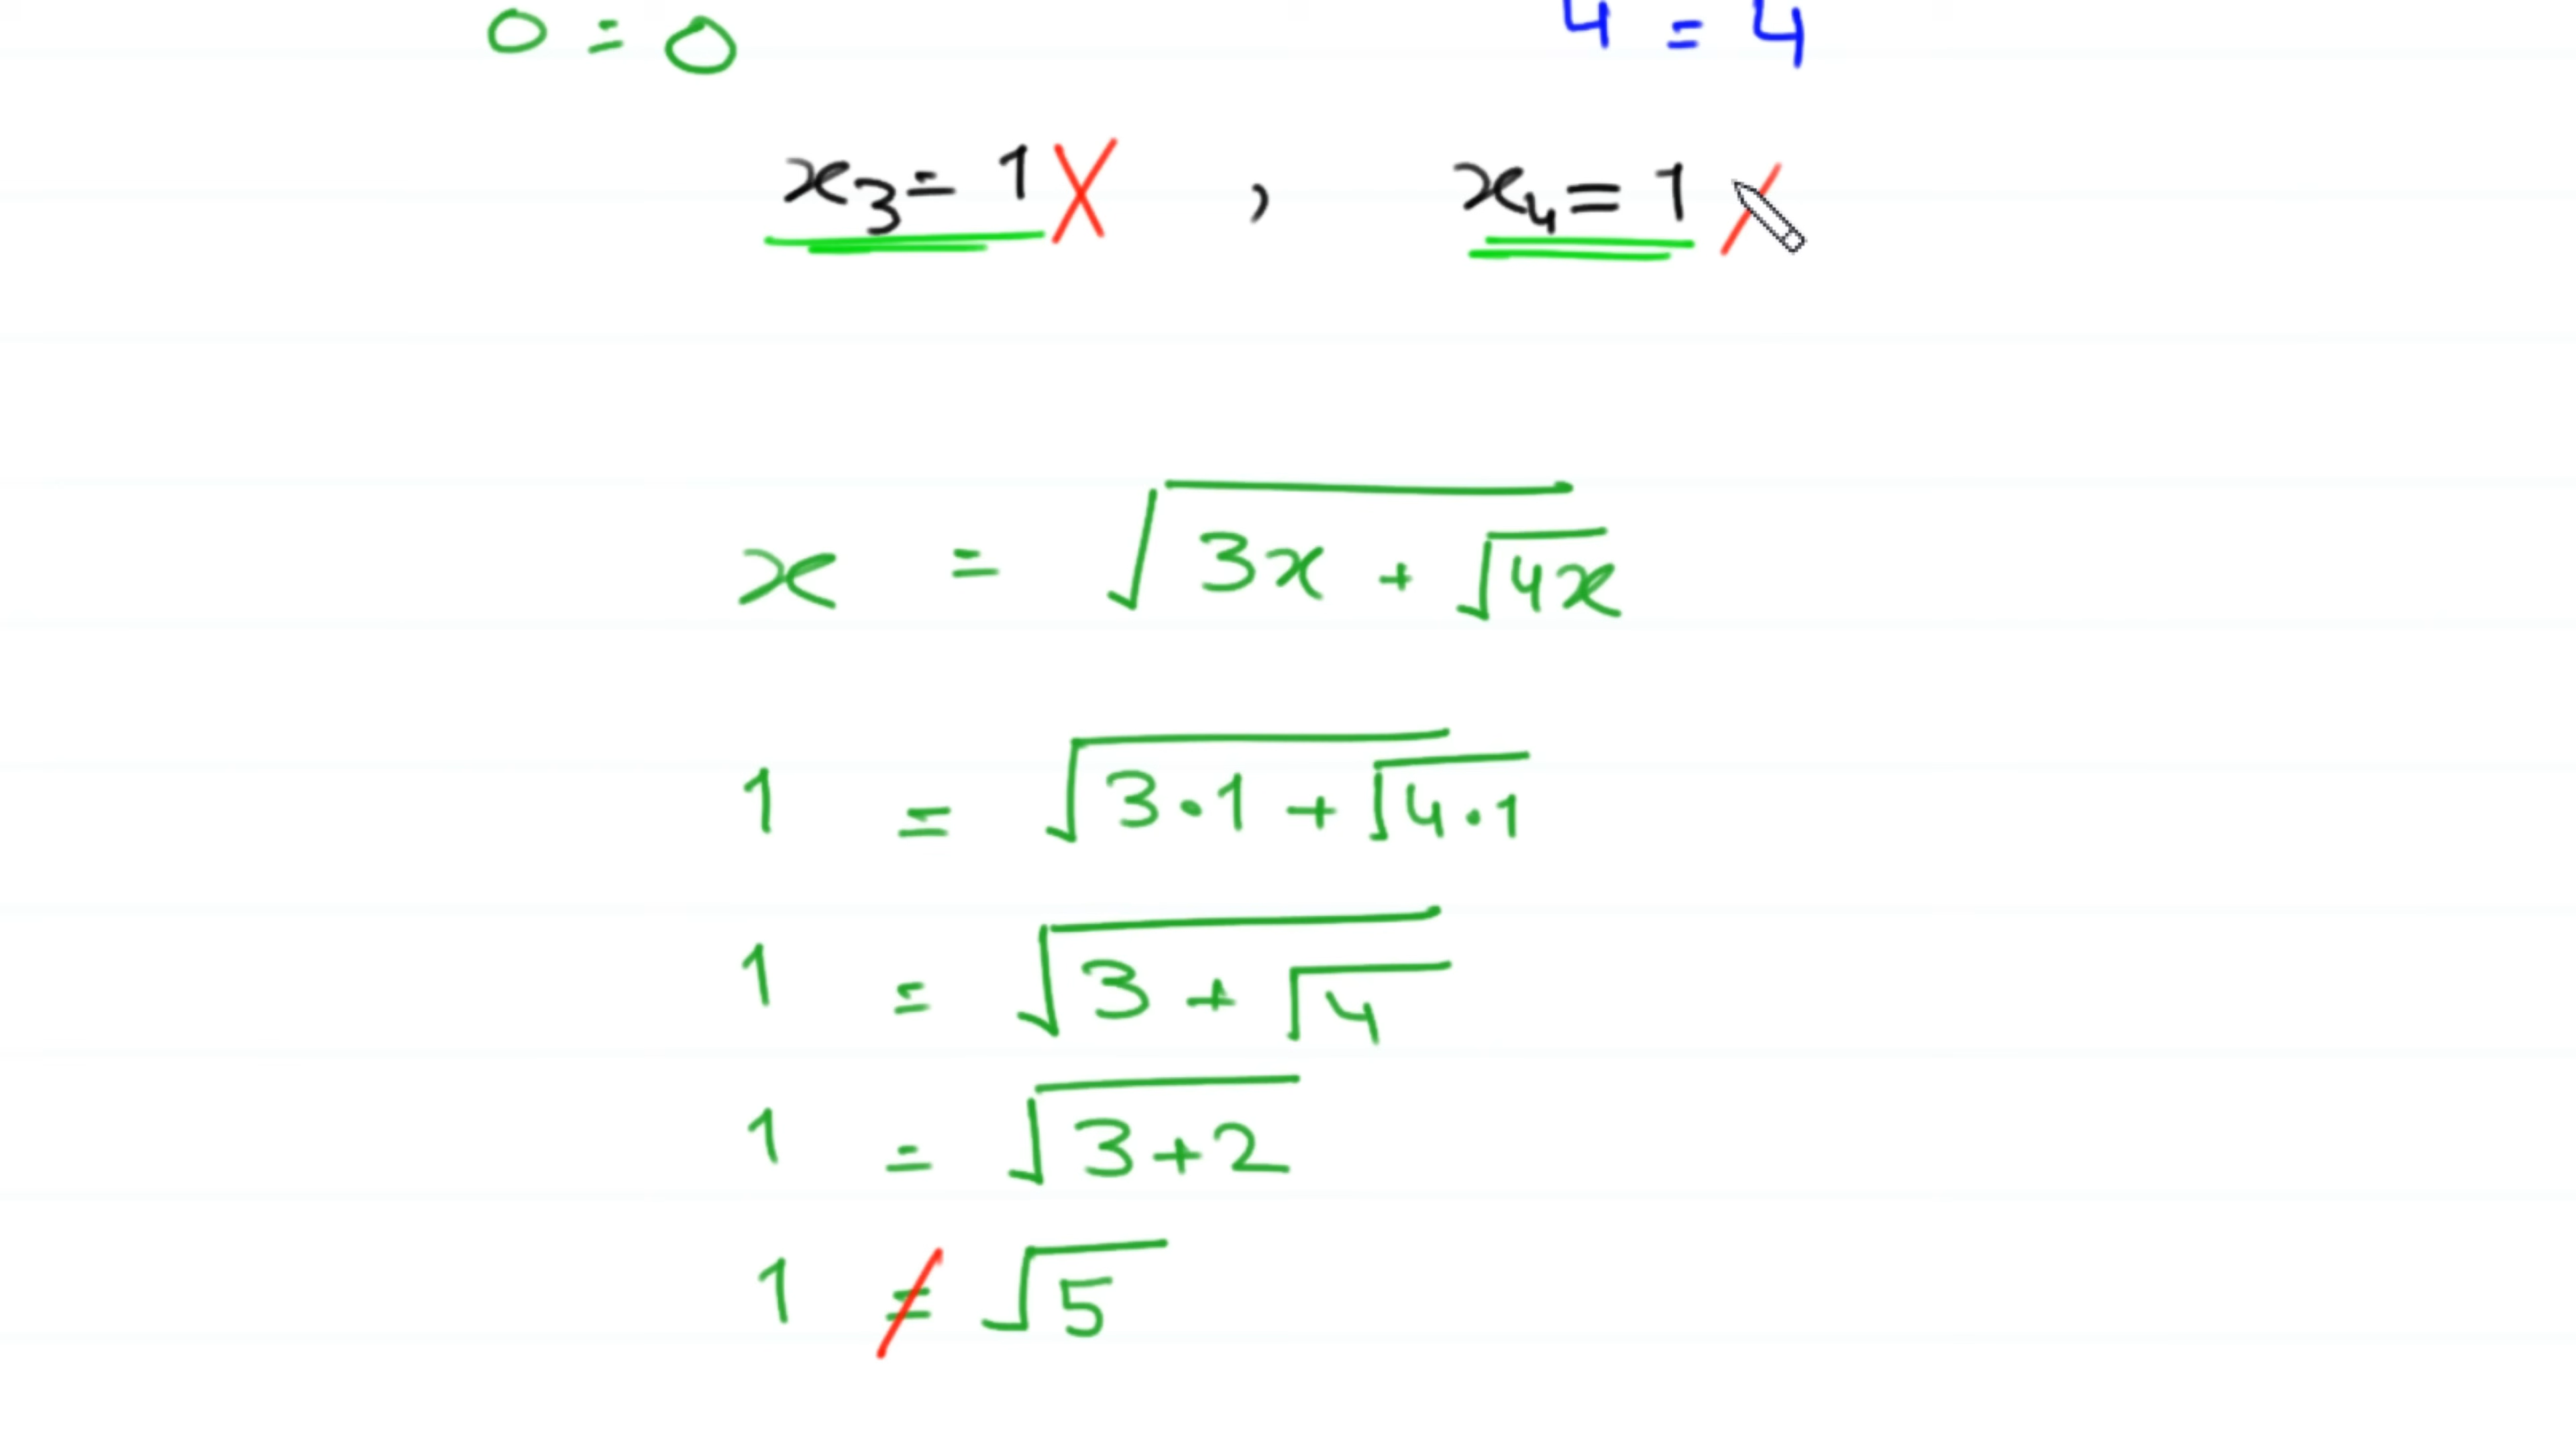 0 = 0 4 = 4
x₃ = 1 X , x₄ = 1 /
x = √(3x + √(4x))
1 = √(3·1 + √(4·1))
1 = √(3 + √4)
1 = √(3+2)
1 ≠ √5